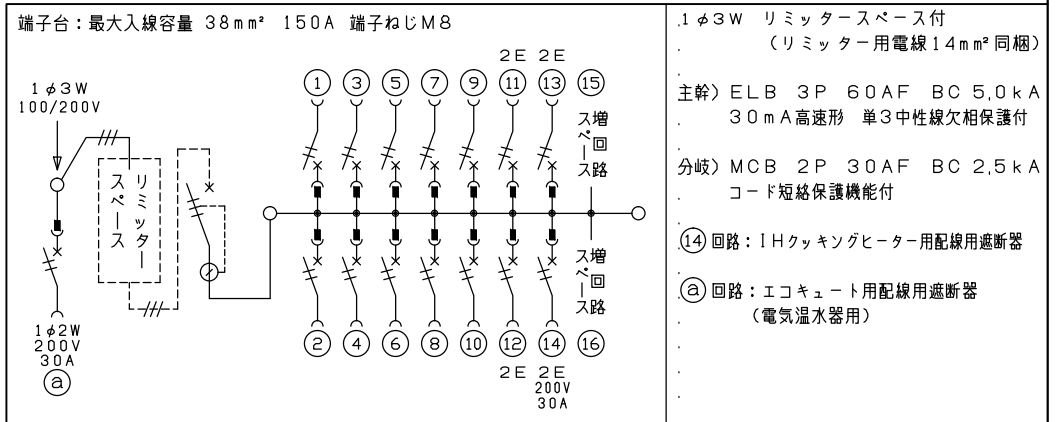 端子台：最大入線容量 38mm² 150A 端子ねじM8
1φ3W
100/200V
リミッター
スペース
1φ2W
200V
30A
ⓐ
2E 2E
① ③ ⑤ ⑦ ⑨ ⑪ ⑬ ⑮
増回路
スペース
増回路
スペース
② ④ ⑥ ⑧ ⑩ ⑫ ⑭ ⑯
2E 2E
200V
30A
1φ3W リミッタースペース付
（リミッター用電線14mm²同梱）
主幹）ELB 3P 60AF BC 5,0kA
30mA高速形 単3中性線欠相保護付
分岐）MCB 2P 30AF BC 2,5kA
コード短絡保護機能付
⑭回路：IHクッキングヒーター用配線用遮断器
ⓐ回路：エコキュート用配線用遮断器
（電気温水器用）